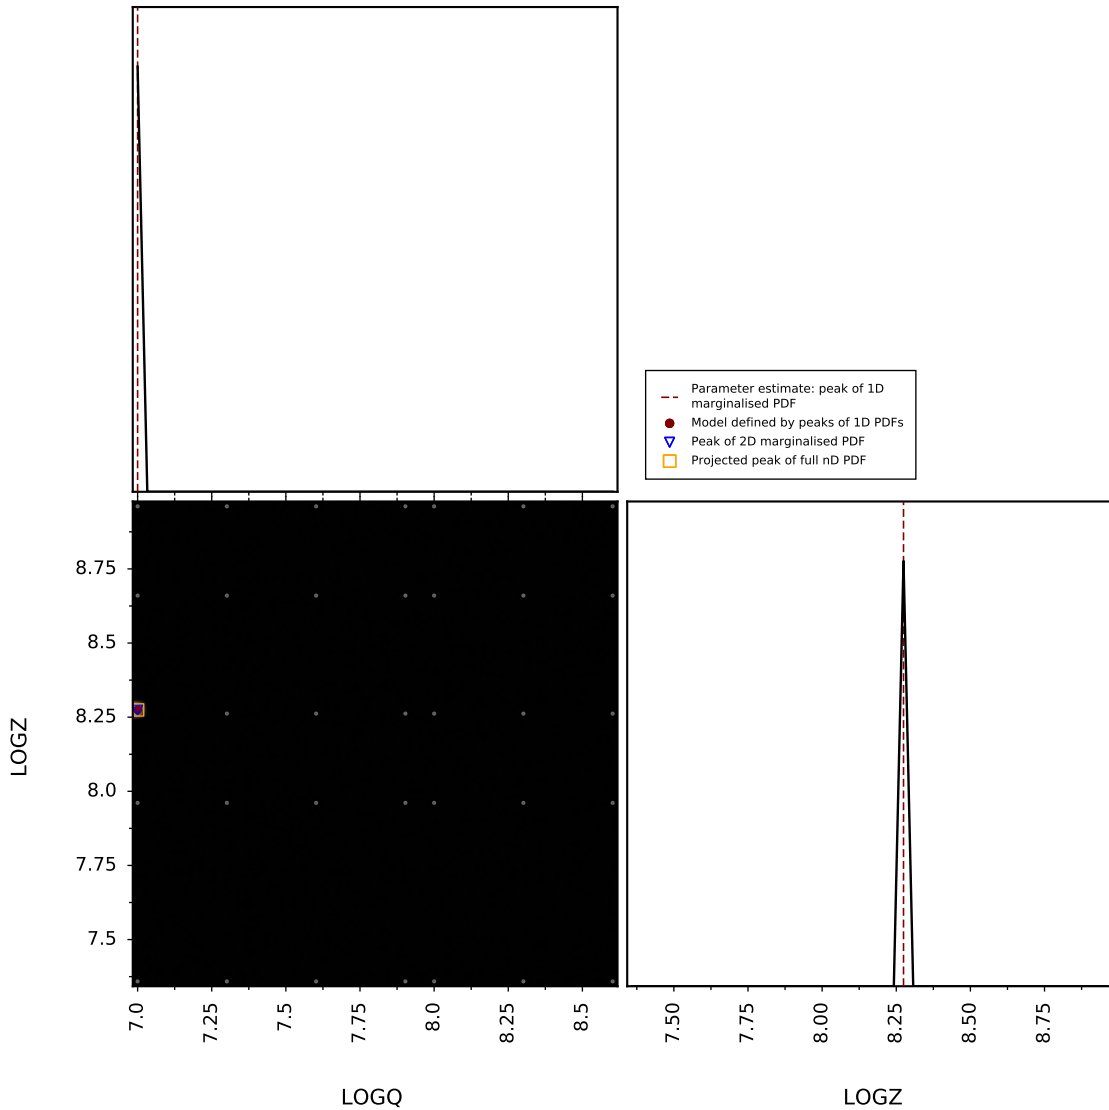 Parameter estimate: peak of 1D
marginalised PDF
Model defined by peaks of 1D PDFs
Peak of 2D marginalised PDF
Projected peak of full nD PDF
8.75
8.5
8.25
8.0
7.75
7.5
LOGZ
7.0
7.25
7.5
7.75
8.0
8.25
8.5
LOGQ
7.50
7.75
8.00
8.25
8.50
8.75
LOGZ